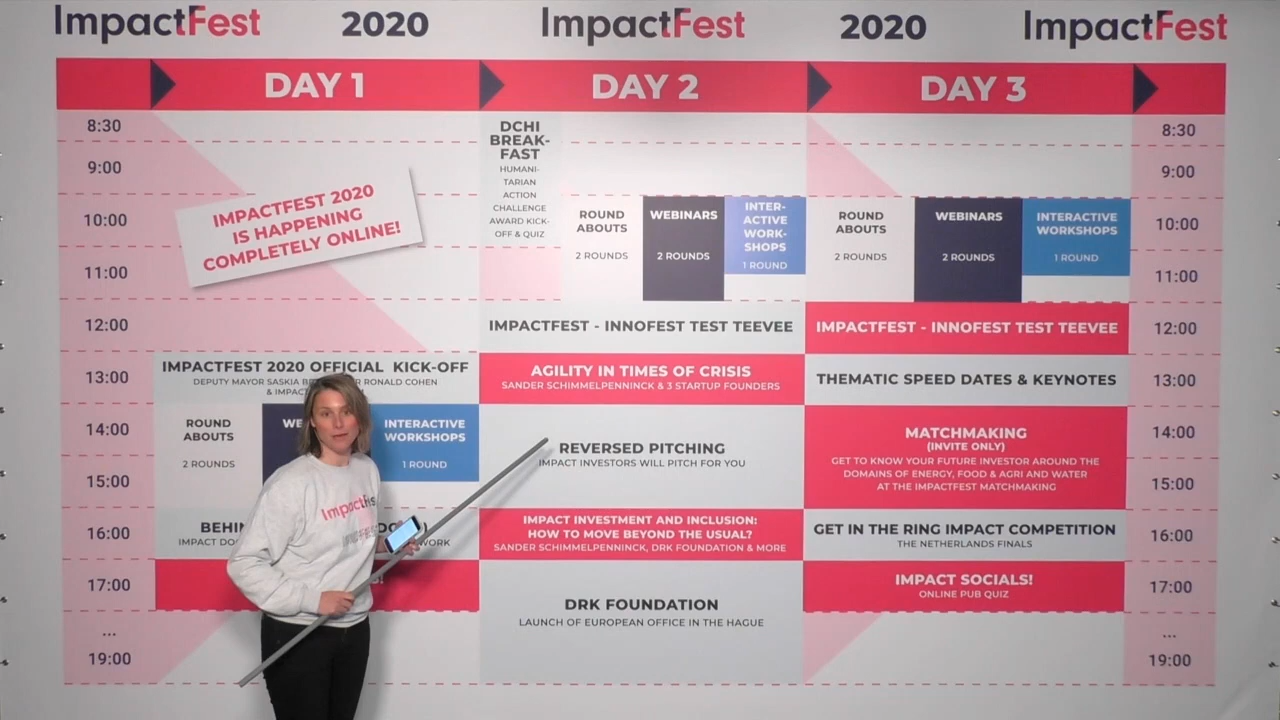 ImpactFest 2020 ImpactFest 2020 ImpactFest
DAY 1
DAY 2
DAY 3
8:30
9:00
10:00
11:00
12:00
13:00
14:00
15:00
16:00
17:00
...
19:00
IMPACTFEST 2020
IS HAPPENING
COMPLETELY ONLINE!
IMPACTFEST 2020 OFFICIAL KICK-OFF
DEPUTY MAYOR SASKIA RONALD COHEN
&
ROUND
ABOUTS
2 ROUNDS
INTERACTIVE
WORKSHOPS
1 ROUND
ImpactFes
DCHI
BREAK-
FAST
HUMANI-
TARIAN
ACTION
CHALLENGE
AWARD KICK-
OFF & QUIZ
ROUND
ABOUTS
2 ROUNDS
WEBINARS
2 ROUNDS
INTER-
ACTIVE
WORK-
SHOPS
1 ROUND
IMPACTFEST - INNOFEST TEST TEEVEE
AGILITY IN TIMES OF CRISIS
SANDER SCHIMMELPENNINCK & 3 STARTUP FOUNDERS
REVERSED PITCHING
IMPACT INVESTORS WILL PITCH FOR YOU
IMPACT INVESTMENT AND INCLUSION:
HOW TO MOVE BEYOND THE USUAL?
SANDER SCHIMMELPENNINCK, DRK FOUNDATION & MORE
DRK FOUNDATION
LAUNCH OF EUROPEAN OFFICE IN THE HAGUE
ROUND
ABOUTS
2 ROUNDS
WEBINARS
2 ROUNDS
INTERACTIVE
WORKSHOPS
1 ROUND
IMPACTFEST - INNOFEST TEST TEEVEE
THEMATIC SPEED DATES & KEYNOTES
MATCHMAKING
(INVITE ONLY)
GET TO KNOW YOUR FUTURE INVESTOR AROUND THE
DOMAINS OF ENERGY, FOOD & AGRI AND WATER
AT THE IMPACTFEST MATCHMAKING
GET IN THE RING IMPACT COMPETITION
THE NETHERLANDS FINALS
IMPACT SOCIALS!
ONLINE PUB QUIZ
8:30
9:00
10:00
11:00
12:00
13:00
14:00
15:00
16:00
17:00
...
19:00